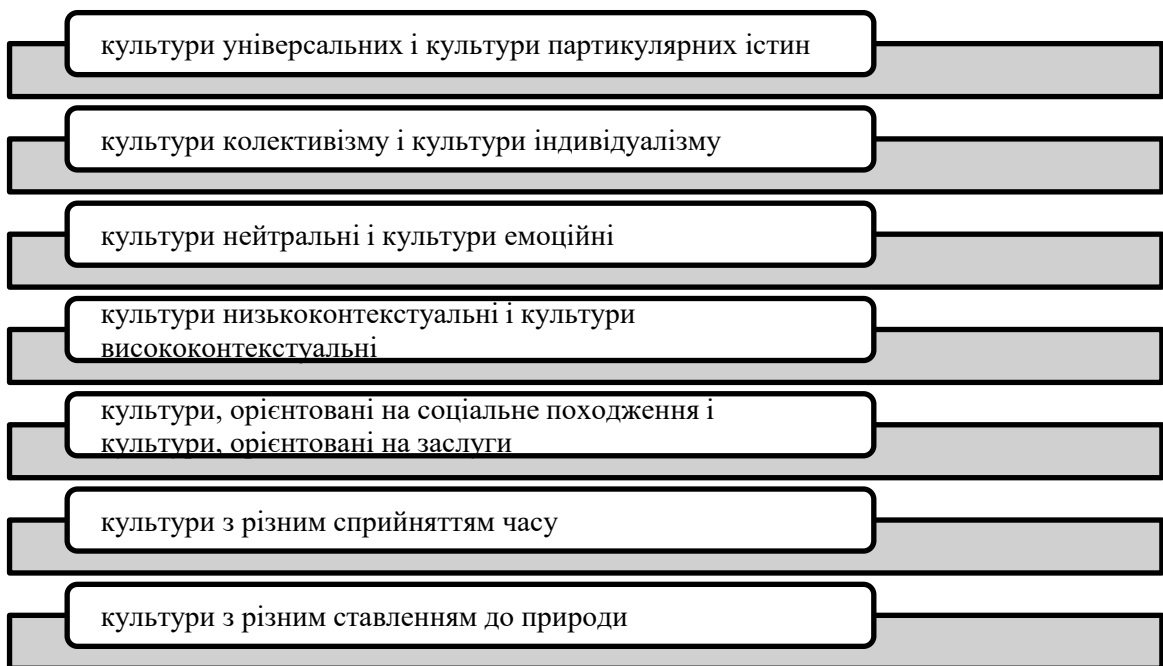 культури універсальних і культури партикулярних істин
культури колективізму і культури індивідуалізму
культури нейтральні і культури емоційні
культури низькоконтекстуальні і культури
висококонтекстуальні
культури, орієнтовані на соціальне походження і
культури, орієнтовані на заслуги
культури з різним сприйняттям часу
культури з різним ставленням до природи